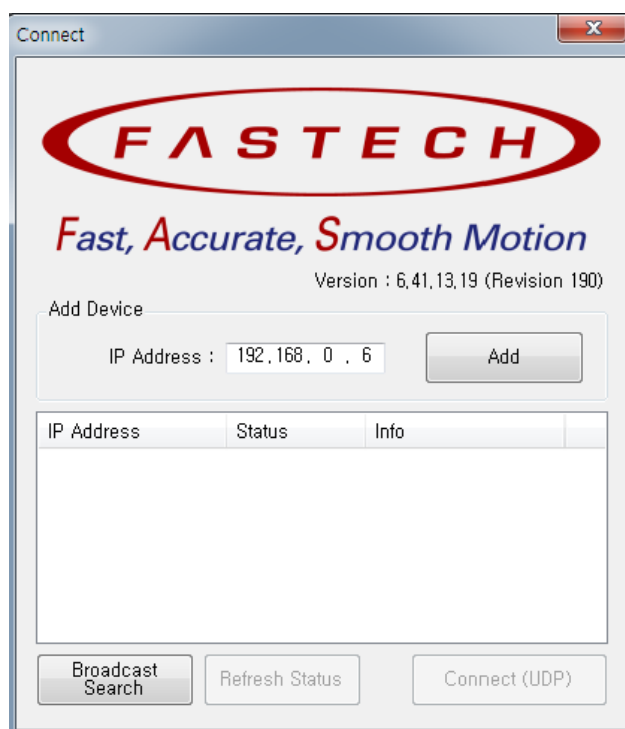 Connect
FASTECH
Fast, Accurate, Smooth Motion
Version : 6,41,13,19 (Revision 190)
Add Device
IP Address : 192,168, 0 , 6 Add
IP Address Status Info
Broadcast Search Refresh Status Connect (UDP)